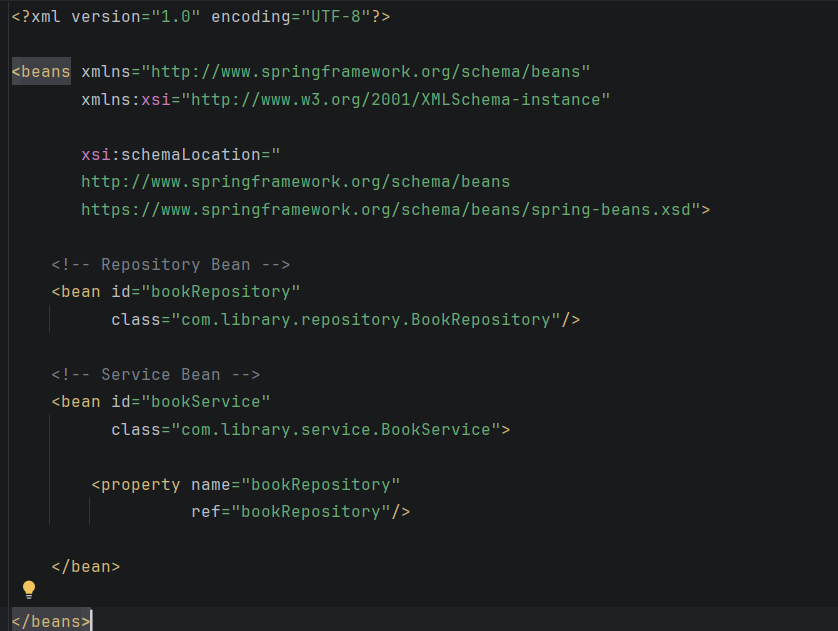 <?xml version="1.0" encoding="UTF-8"?>
<beans xmlns="http://www.springframework.org/schema/beans"
xmlns:xsi="http://www.w3.org/2001/XMLSchema-instance"
xsi:schemaLocation="
http://www.springframework.org/schema/beans
https://www.springframework.org/schema/beans/spring-beans.xsd">
<!-- Repository Bean -->
<bean id="bookRepository"
class="com.library.repository.BookRepository"/>
<!-- Service Bean -->
<bean id="bookService"
class="com.library.service.BookService">
<property name="bookRepository"
ref="bookRepository"/>
</bean>
</beans>